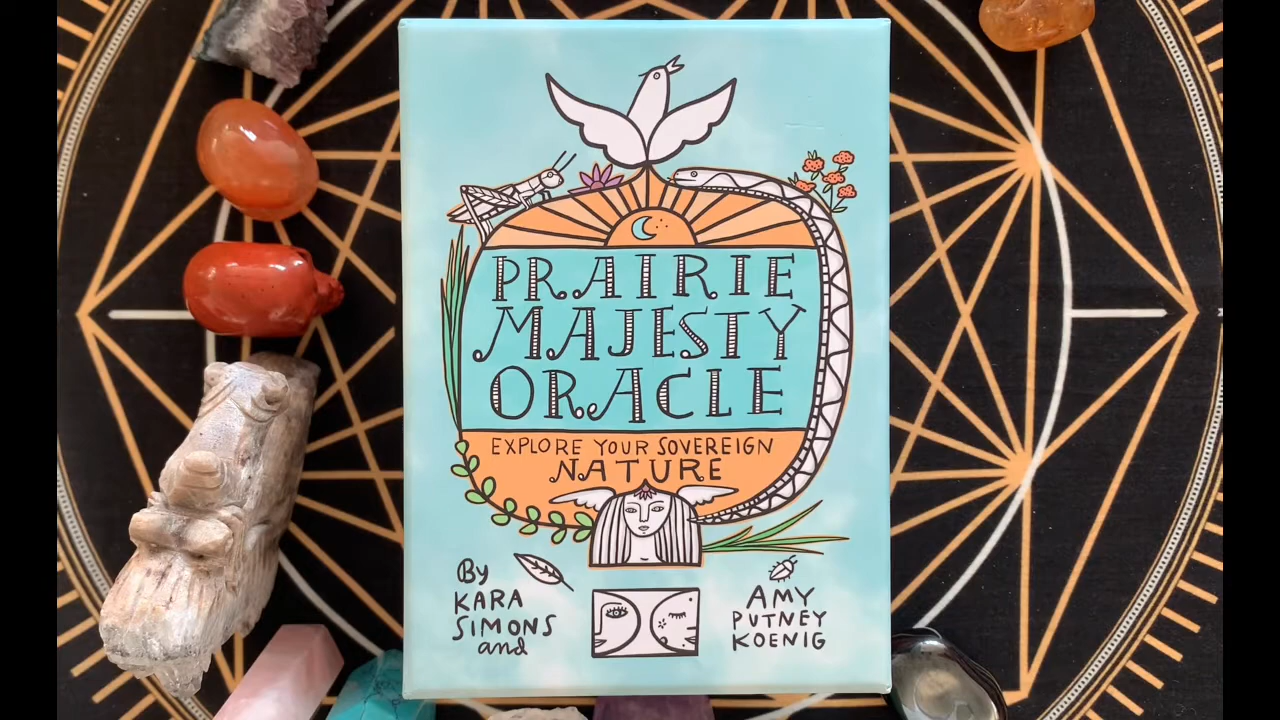 PRAIRIE
MAJESTY
ORACLE
EXPLORE YOUR SOVEREIGN
NATURE
By
KARA
SIMONS
and
AMY
PUTNEY
KOENIG